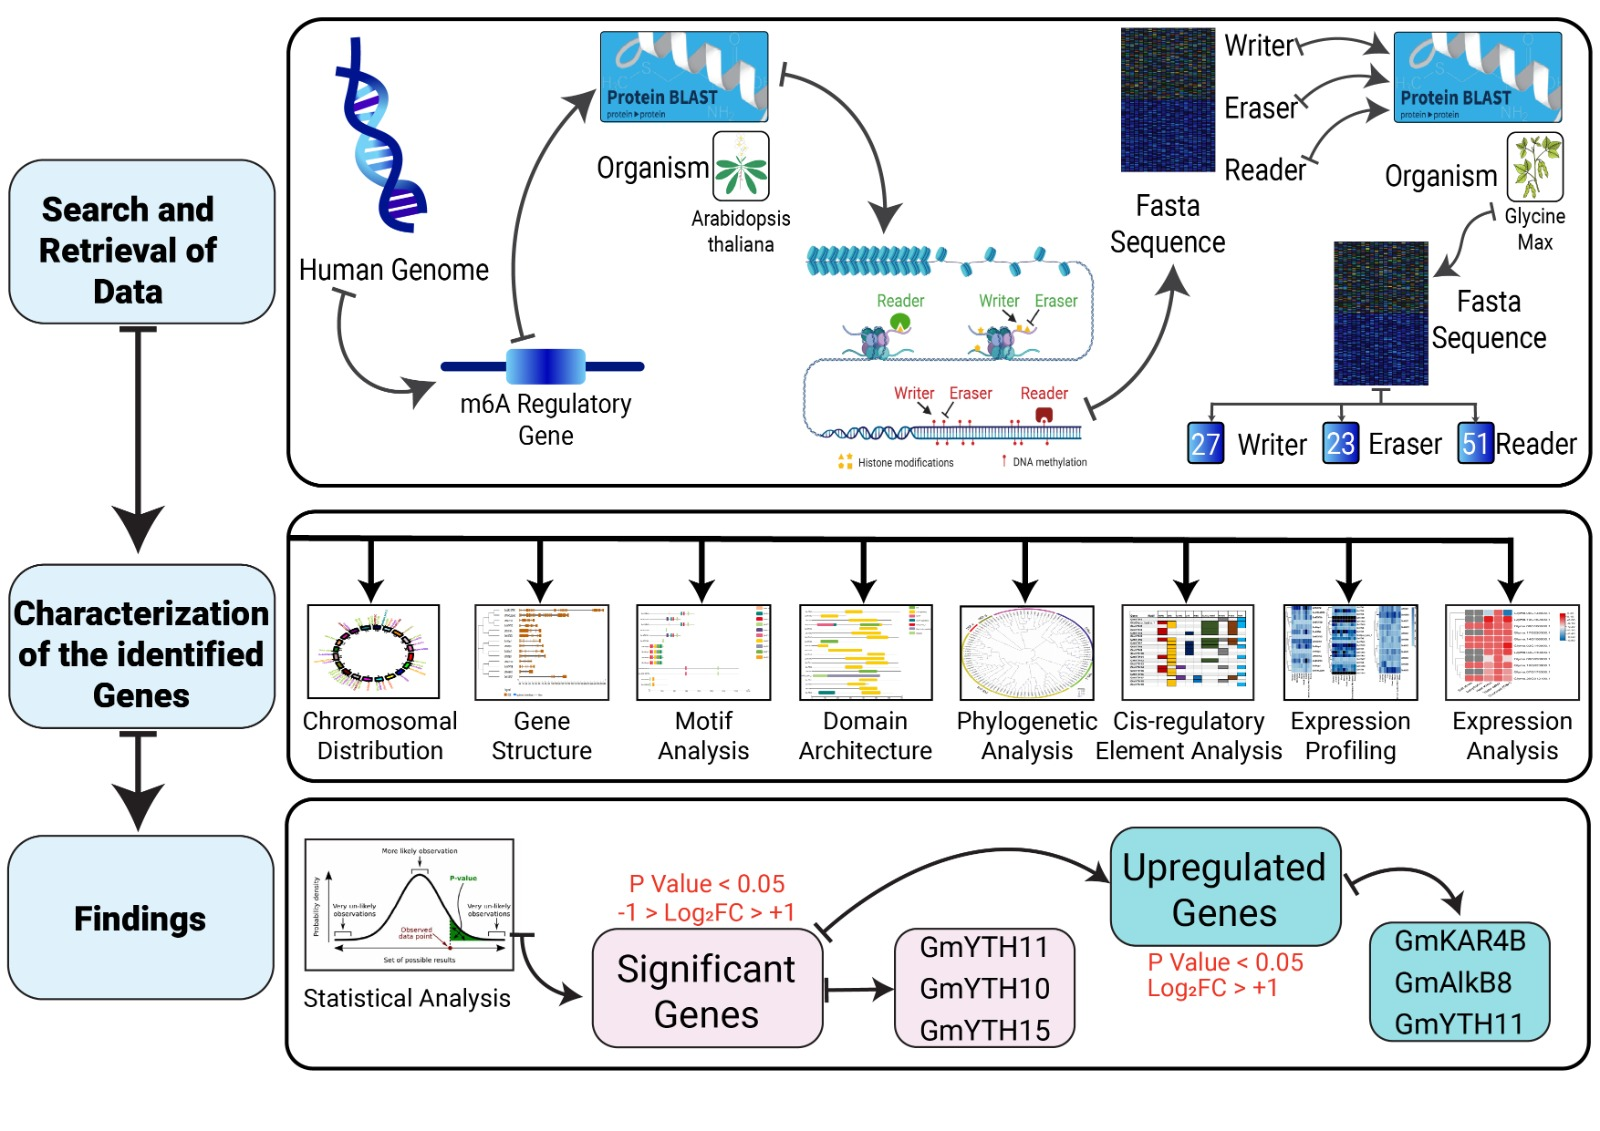 Search and
Retrieval of
Data
Human Genome
m6A Regulatory
Gene
Protein BLAST
protein ▸ protein
Organism
Arabidopsis
thaliana
Reader
Writer
Eraser
Writer
Eraser
Reader
Histone modifications
DNA methylation
Fasta
Sequence
Writer
Eraser
Reader
Protein BLAST
protein ▸ protein
Organism
Glycine
Max
Fasta
Sequence
27 Writer
23 Eraser
51 Reader
Characterization
of the identified
Genes
Chromosomal
Distribution
Gene
Structure
Motif
Analysis
Domain
Architecture
Phylogenetic
Analysis
Cis-regulatory
Element Analysis
Expression
Profiling
Expression
Analysis
Findings
More likely observation
Probability density
P-value
Very un-likely
observations
Very un-likely
observations
Observed
data point
Set of possible results
Statistical Analysis
P Value < 0.05
-1 > Log₂FC > +1
Significant
Genes
GmYTH11
GmYTH10
GmYTH15
Upregulated
Genes
P Value < 0.05
Log₂FC > +1
GmKAR4B
GmAlkB8
GmYTH11